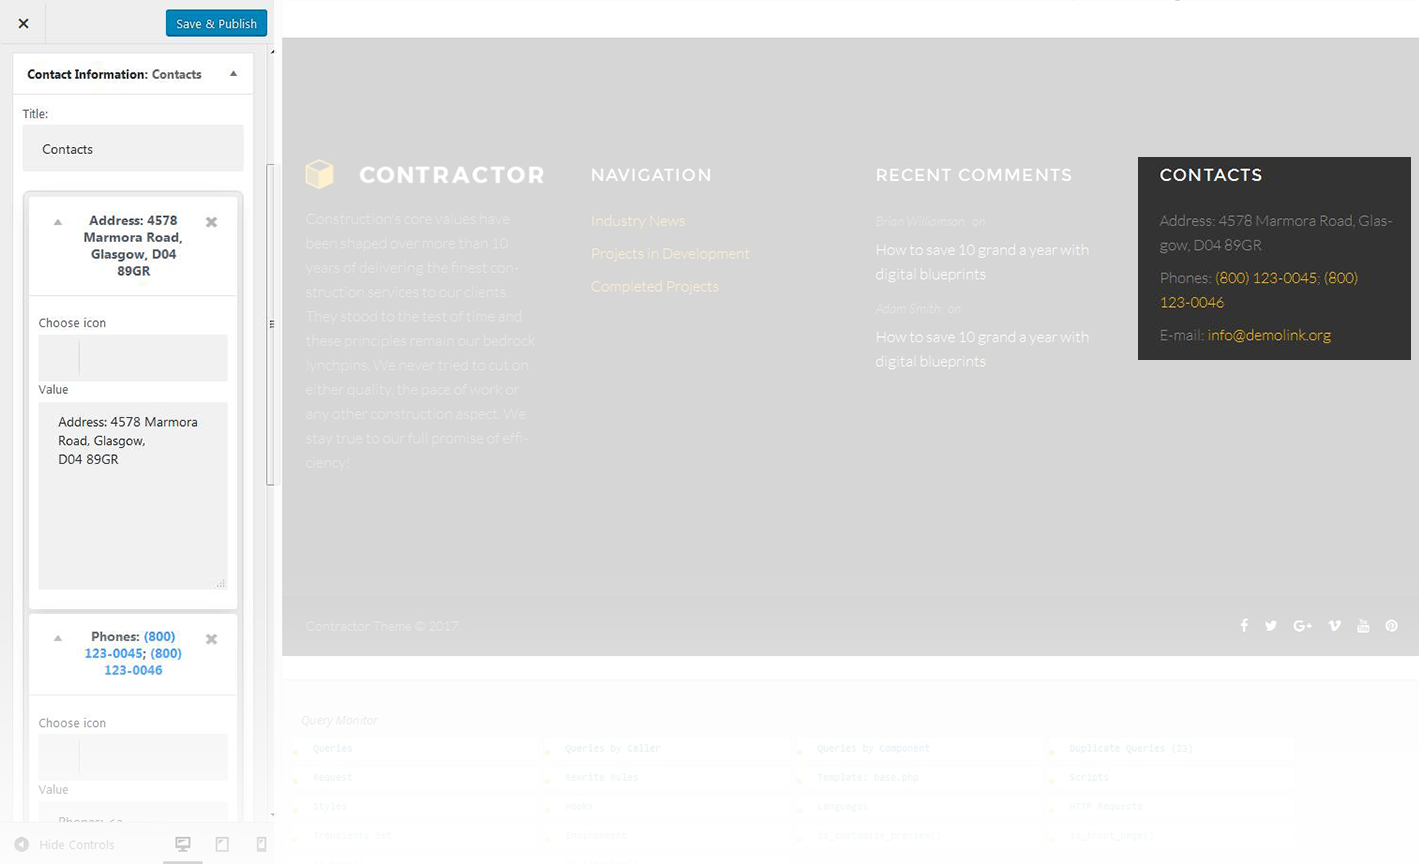 Save & Publish
Contact Information: Contacts
Title:
Contacts
Address: 4578
Marmora Road,
Glasgow, D04
89GR
Choose icon
Value
Address: 4578 Marmora
Road, Glasgow,
D04 89GR
Phones: (800)
123-0045; (800)
123-0046
Choose icon
Value
Hide Controls
CONTRACTOR
Construction's core values have
been shaped over more than 10
years of delivering the finest con-
struction services to our clients.
They stood to the test of time and
these principles remain our bedrock
lynchpins. We never tried to cut on
either quality, the pace of work or
any other construction aspect. We
stay true to our full promise of effi-
ciency!
NAVIGATION
Industry News
Projects in Development
Completed Projects
RECENT COMMENTS
Brian Williamson on
How to save 10 grand a year with
digital blueprints
Adam Smith on
How to save 10 grand a year with
digital blueprints
CONTACTS
Address: 4578 Marmora Road, Glas-
gow, D04 89GR
Phones: (800) 123-0045; (800)
123-0046
E-mail: info@demolink.org
Contractor Theme © 2017.
Query Monitor
Queries
Queries by Caller
Queries by Component
Duplicate Queries (23)
Request
Rewrite Rules
Template: base.php
Scripts
Styles
Hooks
Languages
HTTP Requests
Transients Set
Environment
is_customize_preview()
is_front_page()